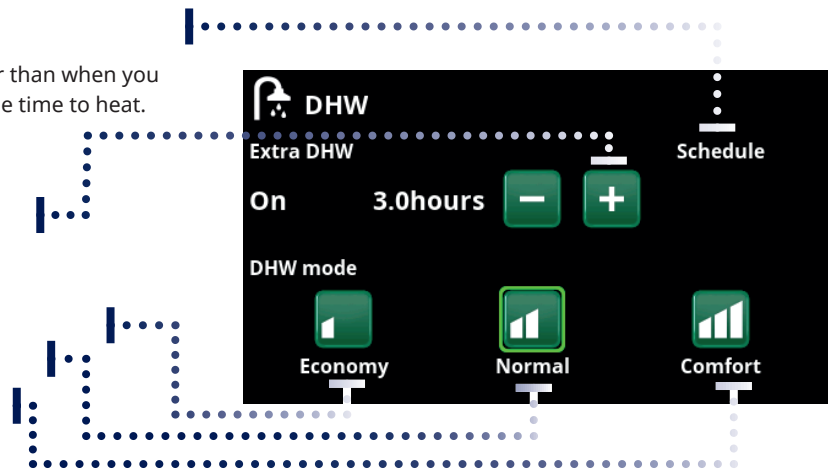 than when you
time to heat.
DHW
Extra DHW
Schedule
On 3.0hours − +
DHW mode
Economy Normal Comfort